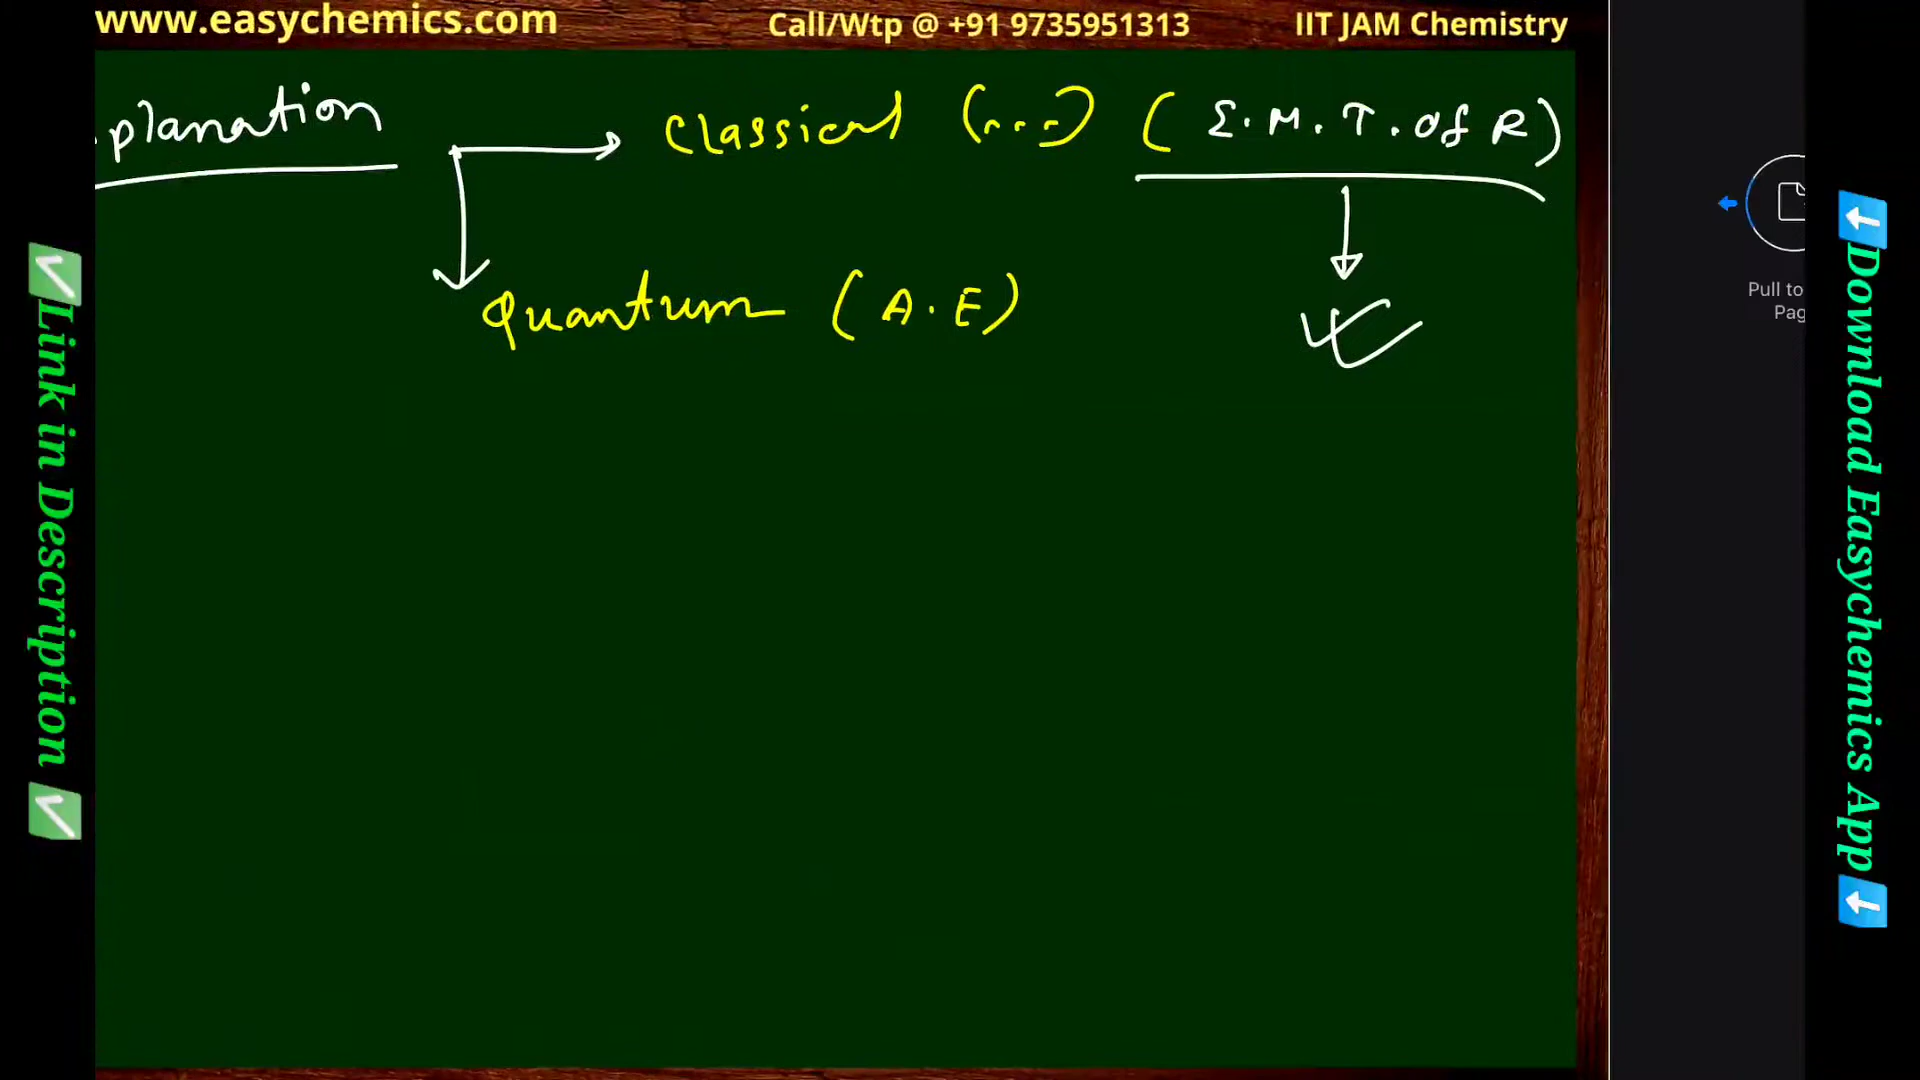 www.easychemics.com
Call/Wtp @ +91 9735951313
IIT JAM Chemistry
planation
Classical (...) (E.M.T.of R)
Quantum (A.E)
✅Link in Description ✅
Pull to
Pag
⬆Download Easychemics App⬆